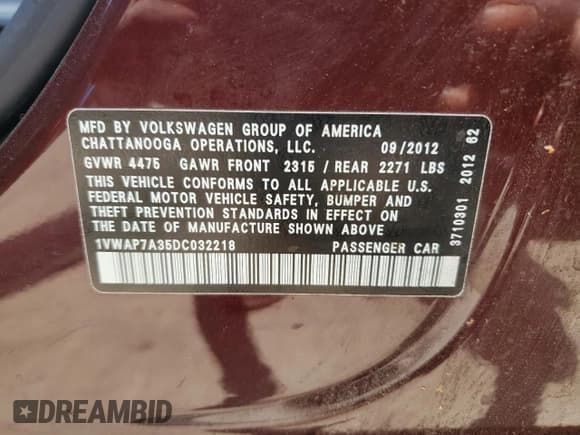 MFD BY VOLKSWAGEN GROUP OF AMERICA
CHATTANOOGA OPERATIONS, LLC. 09/2012
GVWR 4475 GAWR FRONT 2315 / REAR 2271 LBS
THIS VEHICLE CONFORMS TO ALL APPLICABLE U.S.
FEDERAL MOTOR VEHICLE SAFETY, BUMPER AND
THEFT PREVENTION STANDARDS IN EFFECT ON
THE DATE OF MANUFACTURE SHOWN ABOVE
1VWAP7A35DC032218 PASSENGER CAR
3710301 2012 62
DREAMBID